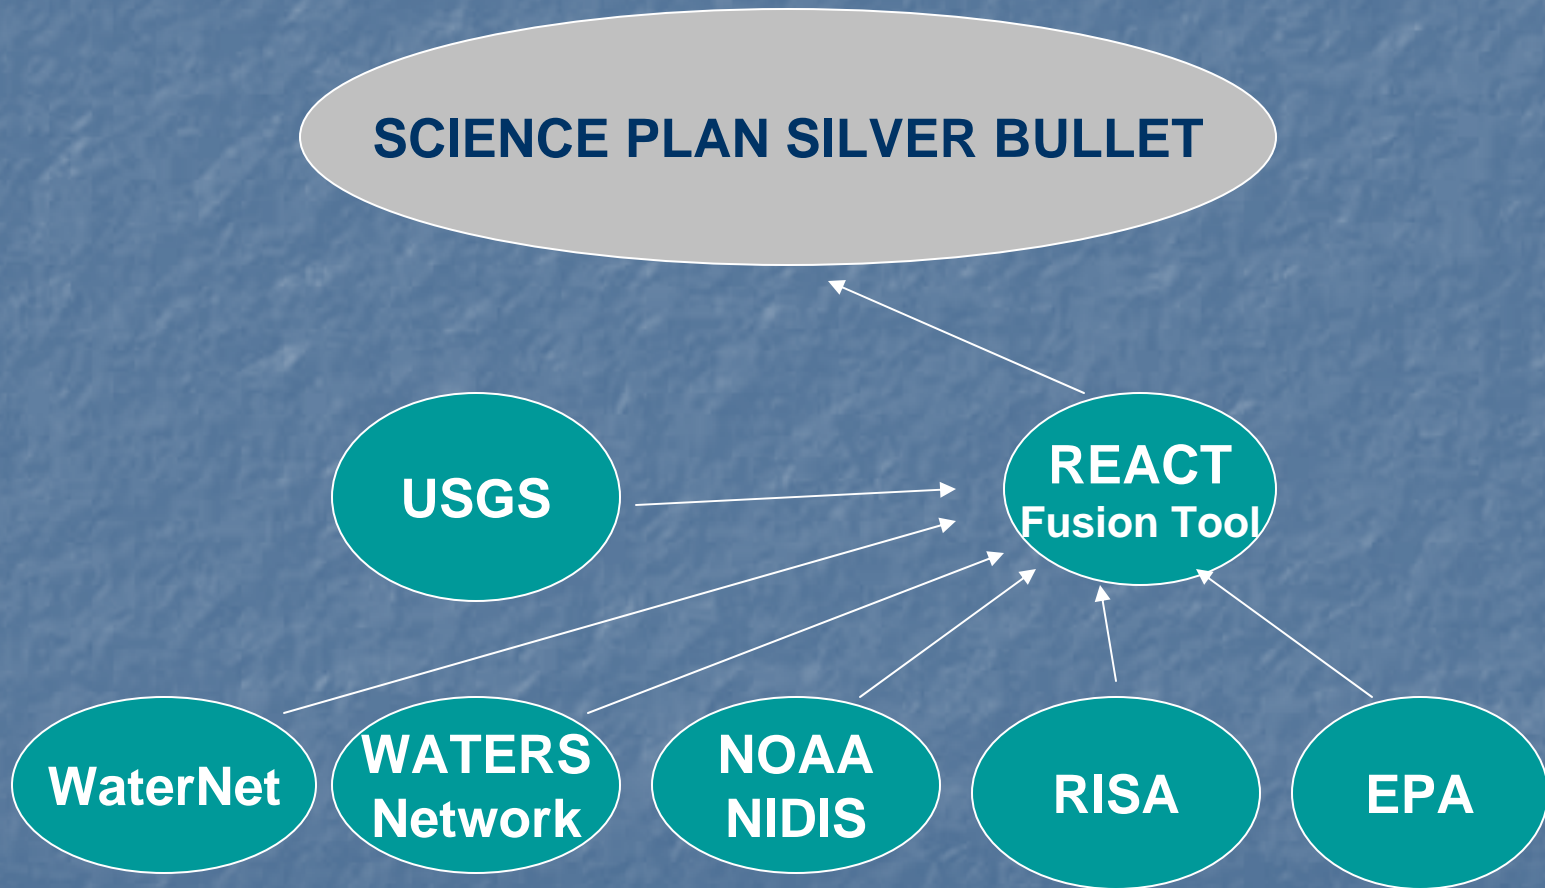 SCIENCE PLAN SILVER BULLET
USGS
REACT
Fusion Tool
WaterNet
WATERS
Network
NOAA
NIDIS
RISA
EPA